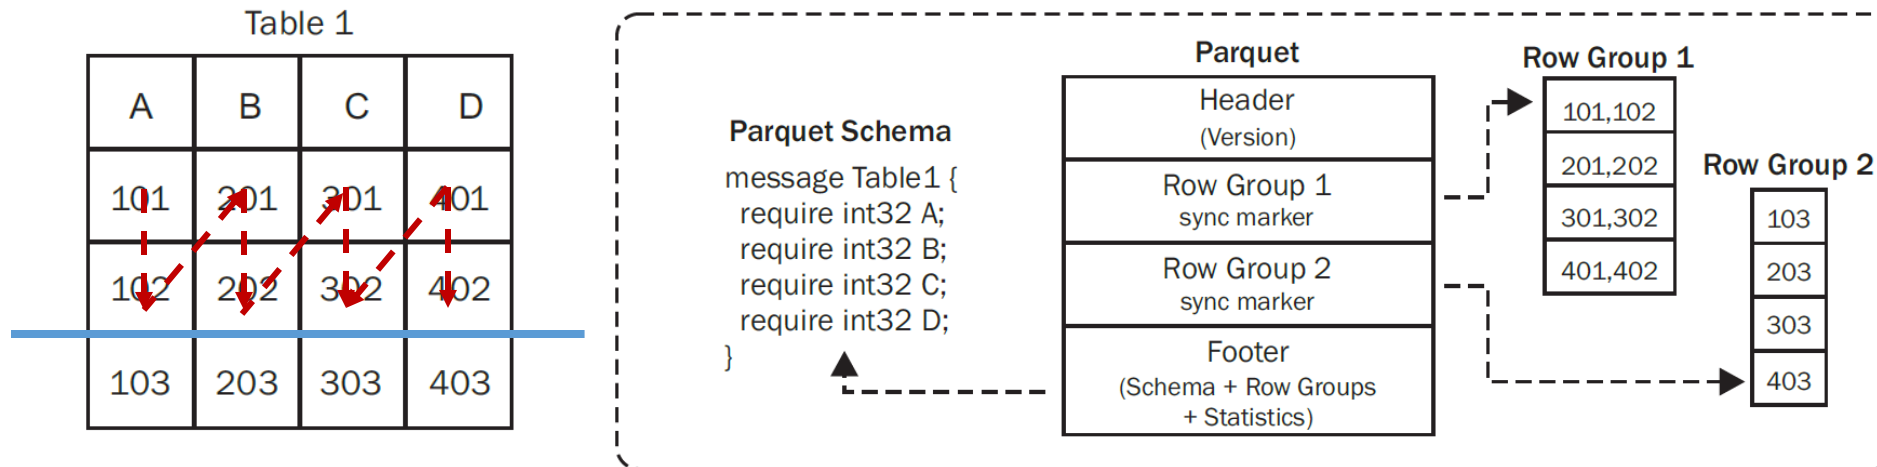 Table 1
A B C D
101 201 301 401
102 202 302 402
103 203 303 403
Parquet Schema
message Table1 {
require int32 A;
require int32 B;
require int32 C;
require int32 D;
}
Parquet
Header
(Version)
Row Group 1
sync marker
Row Group 2
sync marker
Footer
(Schema + Row Groups
+ Statistics)
Row Group 1
101,102
201,202
301,302
401,402
Row Group 2
103
203
303
403